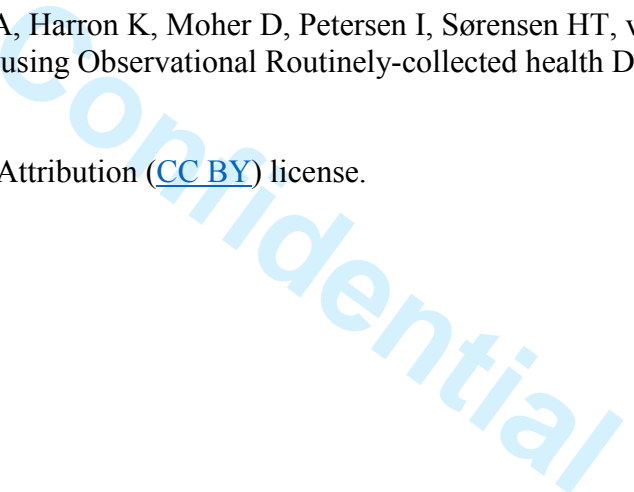 A, Harron K, Moher D, Petersen I, Sørensen HT, v
using Observational Routinely-collected health D
Attribution (CC BY) license.
Confidential